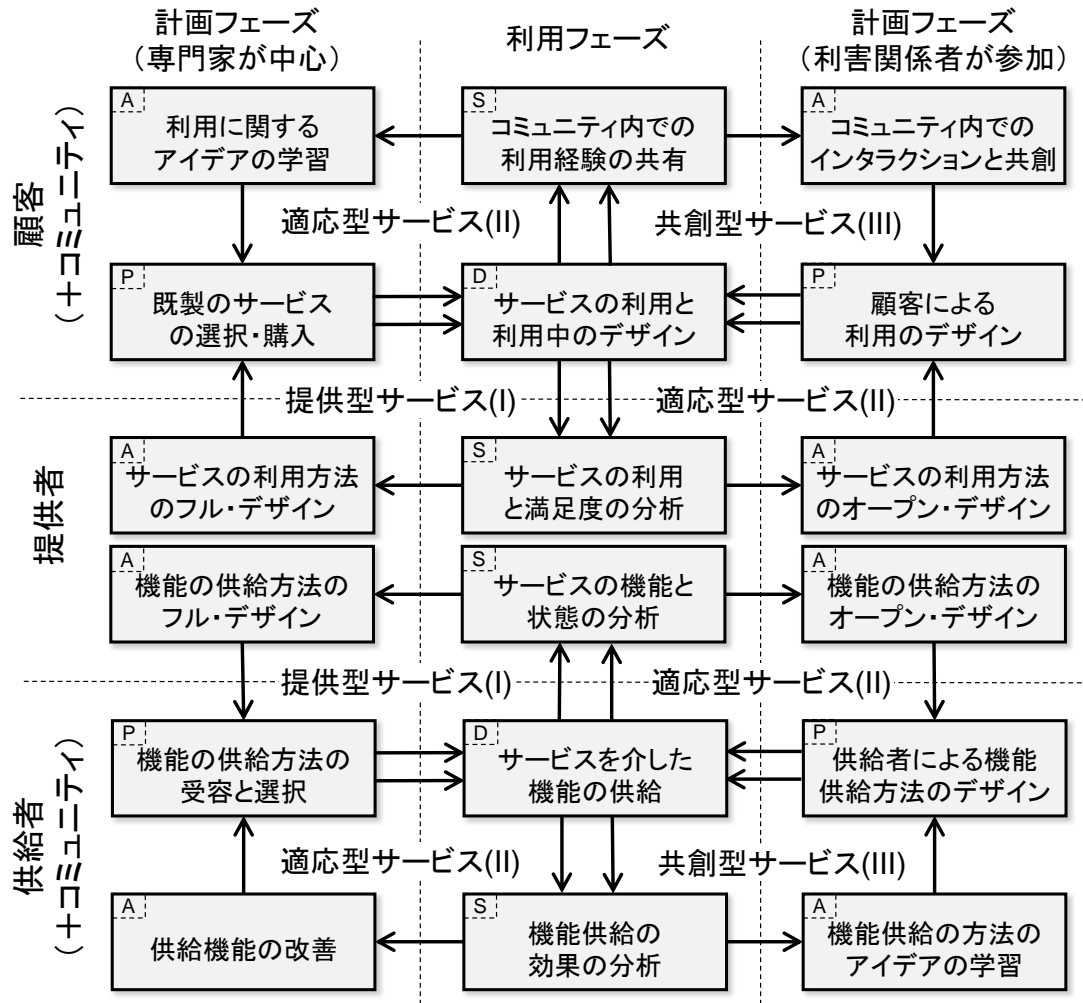 計画フェーズ
(専門家が中心)
利用フェーズ
計画フェーズ
(利害関係者が参加)
顧客
(＋コミュニティ)
A
利用に関する
アイデアの学習
S
コミュニティ内での
利用経験の共有
A
コミュニティ内での
インタラクションと共創
適応型サービス(II)
共創型サービス(III)
P
既製のサービス
の選択・購入
D
サービスの利用と
利用中のデザイン
P
顧客による
利用のデザイン
提供型サービス(I)
適応型サービス(II)
提供者
A
サービスの利用方法
のフル・デザイン
S
サービスの利用
と満足度の分析
A
サービスの利用方法
のオープン・デザイン
A
機能の供給方法の
フル・デザイン
S
サービスの機能と
状態の分析
A
機能の供給方法の
オープン・デザイン
提供型サービス(I)
適応型サービス(II)
供給者
(＋コミュニティ)
P
機能の供給方法の
受容と選択
D
サービスを介した
機能の供給
P
供給者による機能
供給方法のデザイン
適応型サービス(II)
共創型サービス(III)
A
供給機能の改善
S
機能供給の
効果の分析
A
機能供給の方法の
アイデアの学習